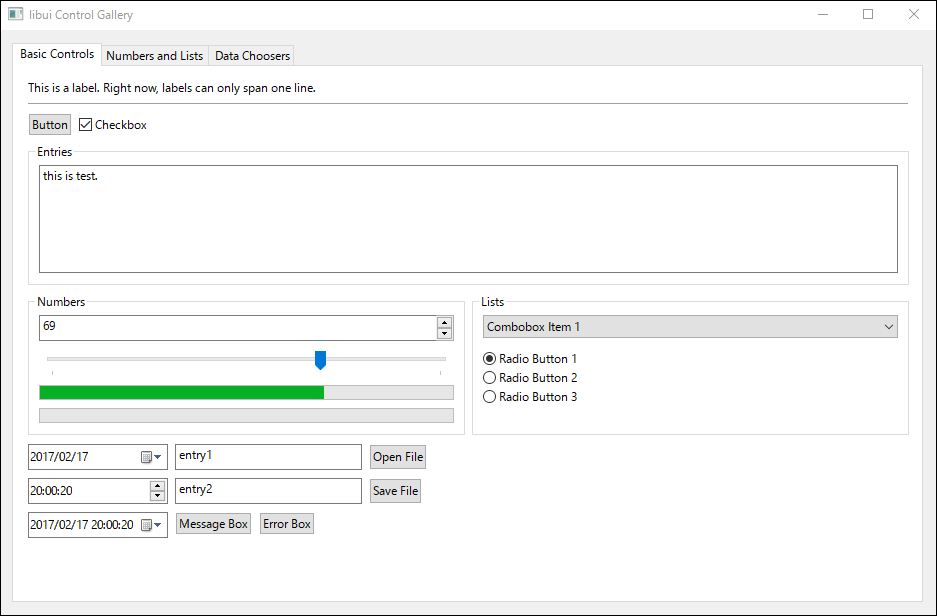 libui Control Gallery
Basic Controls Numbers and Lists Data Choosers
This is a label. Right now, labels can only span one line.
Button Checkbox
Entries
this is test.
Numbers
69
Lists
Combobox Item 1
Radio Button 1
Radio Button 2
Radio Button 3
2017/02/17 entry1 Open File
20:00:20 entry2 Save File
2017/02/17 20:00:20 Message Box Error Box